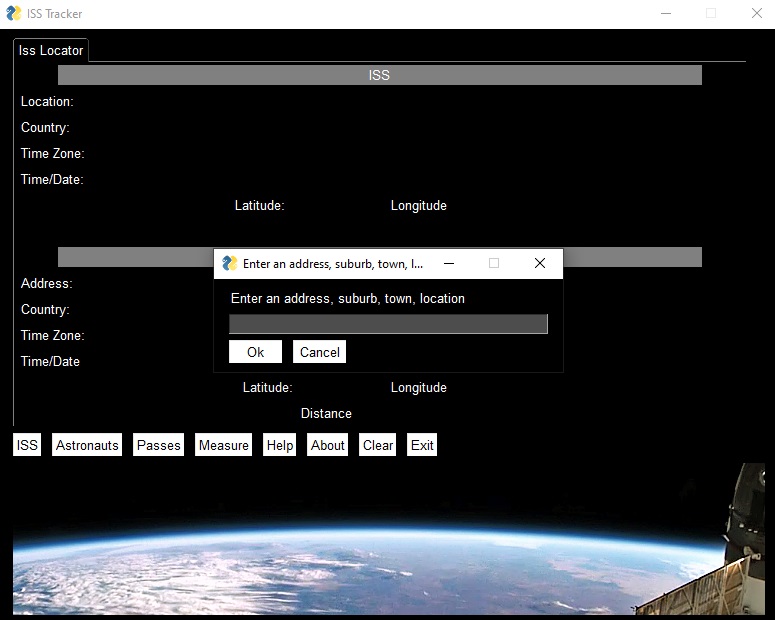 ISS Tracker
Iss Locator
ISS
Location:
Country:
Time Zone:
Time/Date:
Latitude: Longitude
Enter an address, suburb, town, l...
Enter an address, suburb, town, location
Ok Cancel
Address:
Country:
Time Zone:
Time/Date
Latitude: Longitude
Distance
ISS Astronauts Passes Measure Help About Clear Exit